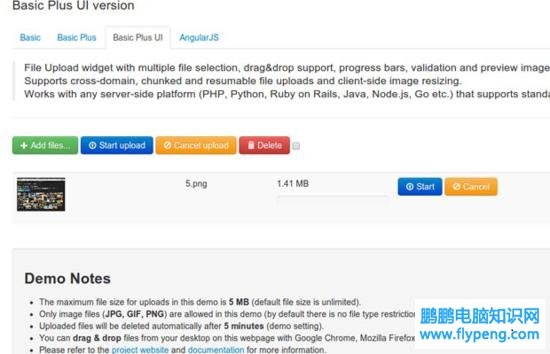 Basic Plus UI version
Basic Basic Plus Basic Plus UI AngularJS
File Upload widget with multiple file selection, drag&drop support, progress bars, validation and preview image
Supports cross-domain, chunked and resumable file uploads and client-side image resizing.
Works with any server-side platform (PHP, Python, Ruby on Rails, Java, Node.js, Go etc.) that supports standa
Add files... Start upload Cancel upload Delete
5.png 1.41 MB Start Cancel
Demo Notes
The maximum file size for uploads in this demo is 5 MB (default file size is unlimited).
Only image files (JPG, GIF, PNG) are allowed in this demo (by default there is no file type restriction
Uploaded files will be deleted automatically after 5 minutes (demo setting).
You can drag & drop files from your desktop on this webpage with Google Chrome, Mozilla Firefox
Please refer to the project website and documentation for more information.
鹏鹏电脑知识网
www.flypeng.com